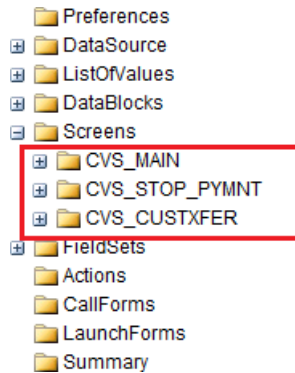 Preferences
DataSource
ListOfValues
DataBlocks
Screens
CVS_MAIN
CVS_STOP_PYMNT
CVS_CUSTXFER
FieldSets
Actions
CallForms
LaunchForms
Summary